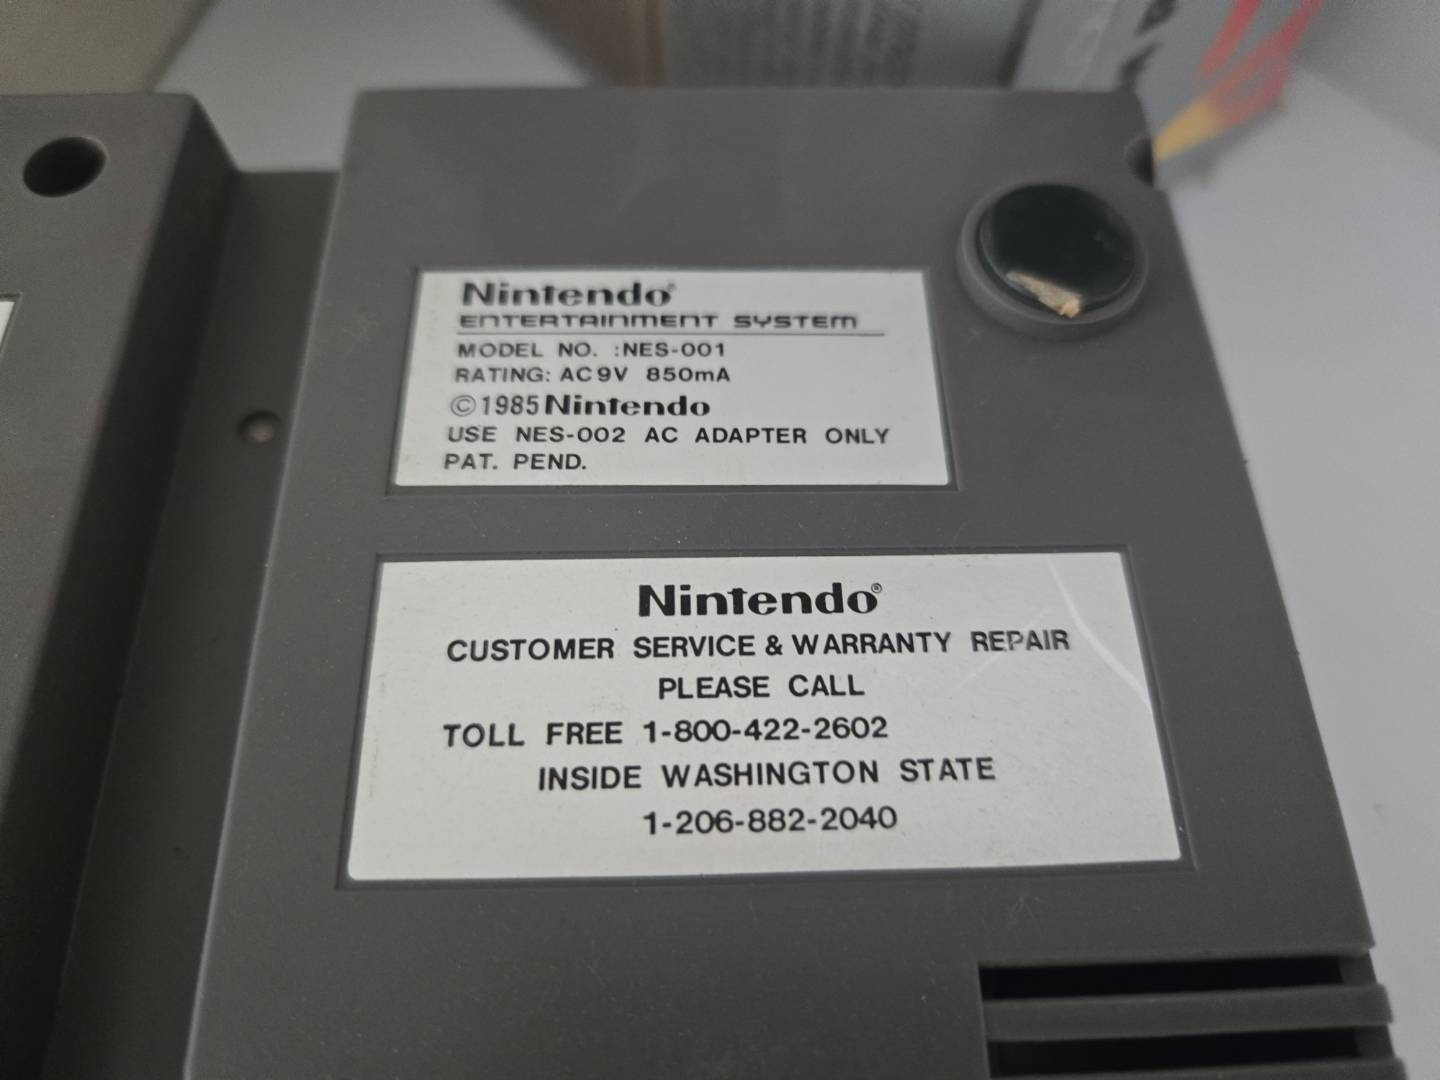 Nintendo®
ENTERTAINMENT SYSTEM
MODEL NO. :NES-001
RATING: AC 9V 850mA
©1985 Nintendo
USE NES-002 AC ADAPTER ONLY
PAT. PEND.
Nintendo®
CUSTOMER SERVICE & WARRANTY REPAIR
PLEASE CALL
TOLL FREE 1-800-422-2602
INSIDE WASHINGTON STATE
1-206-882-2040